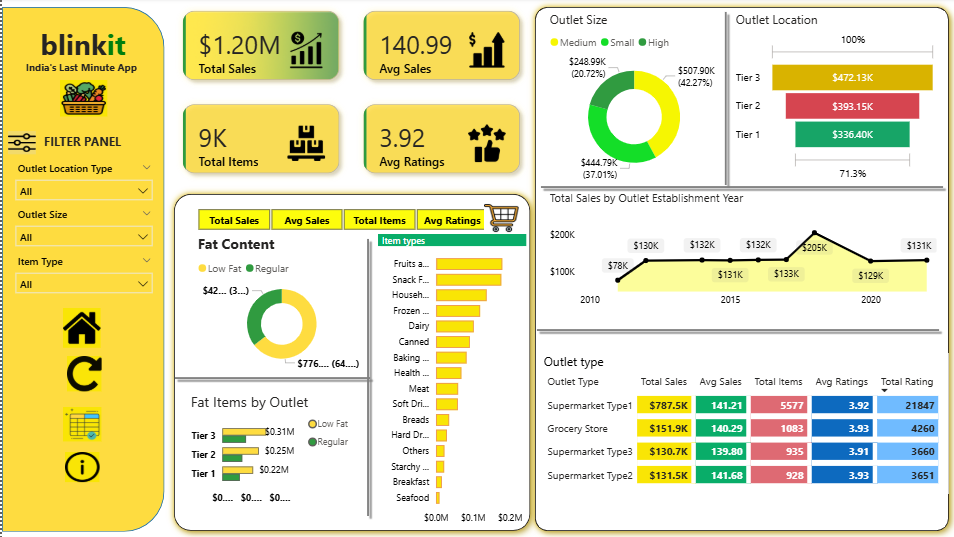 blinkit
India's Last Minute App
FILTER PANEL
Outlet Location Type
All
Outlet Size
All
Item Type
All
$1.20M
Total Sales
140.99
Avg Sales
9K
Total Items
3.92
Avg Ratings
Total Sales Avg Sales Total Items Avg Ratings
Fat Content
Low Fat Regular
$42... (3...)
$776.... (64....)
Fat Items by Outlet
Low Fat
Regular
Tier 3 $0.31M
Tier 2 $0.25M
Tier 1 $0.22M
$0.... $0.... $0....
Item types
Fruits a...
Snack F...
Househ...
Frozen ...
Dairy
Canned
Baking ...
Health ...
Meat
Soft Dri...
Breads
Hard Dr...
Others
Starchy ...
Breakfast
Seafood
$0.0M $0.1M $0.2M
Outlet Size
Medium Small High
$248.99K
(20.72%)
$507.90K
(42.27%)
$444.79K
(37.01%)
Outlet Location
100%
Tier 3 $472.13K
Tier 2 $393.15K
Tier 1 $336.40K
71.3%
Total Sales by Outlet Establishment Year
$200K
$100K
$78K $130K $132K $131K $132K $133K $205K $129K $131K
2010 2015 2020
Outlet type
Outlet Type Total Sales Avg Sales Total Items Avg Ratings Total Rating
Supermarket Type1 $787.5K 141.21 5577 3.92 21847
Grocery Store $151.9K 140.29 1083 3.93 4260
Supermarket Type3 $130.7K 139.80 935 3.91 3660
Supermarket Type2 $131.5K 141.68 928 3.93 3651